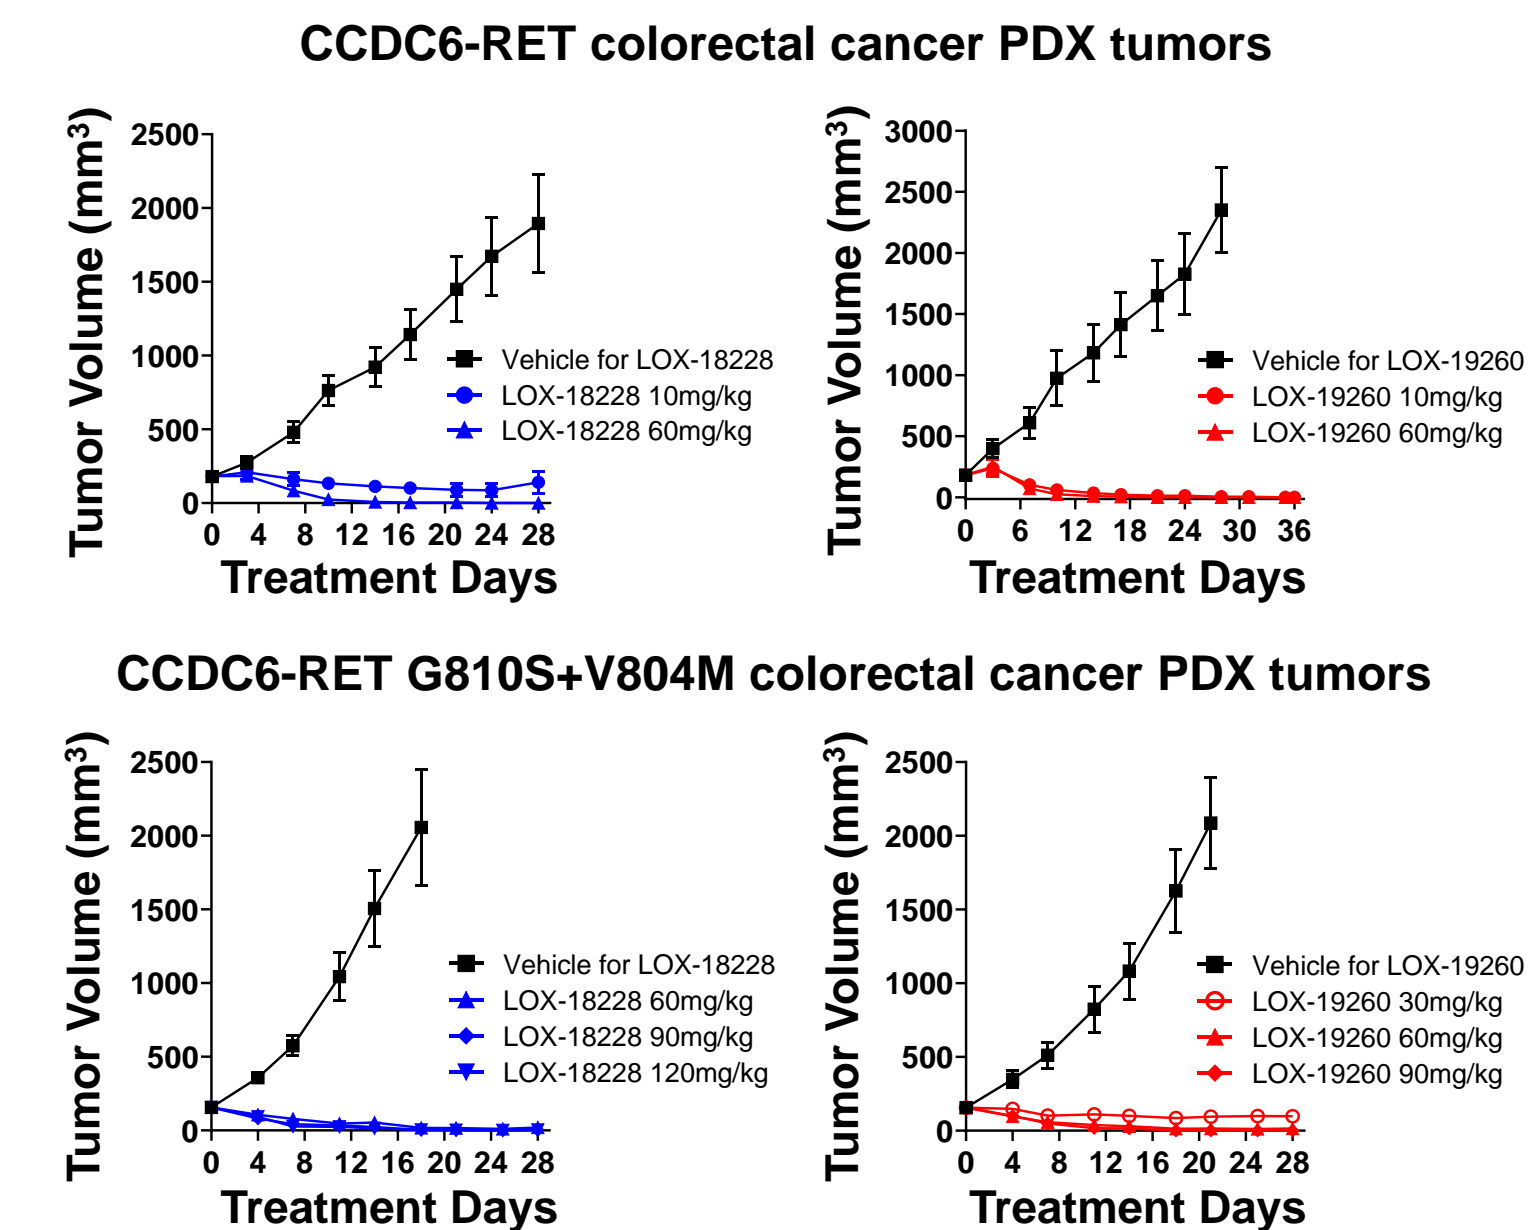 CCDC6-RET colorectal cancer PDX tumors
Tumor Volume (mm³)
2500
2000
1500
1000
500
0
0 4 8 12 16 20 24 28
Treatment Days
Vehicle for LOX-18228
LOX-18228 10mg/kg
LOX-18228 60mg/kg
Tumor Volume (mm³)
3000
2500
2000
1500
1000
500
0
0 6 12 18 24 30 36
Treatment Days
Vehicle for LOX-19260
LOX-19260 10mg/kg
LOX-19260 60mg/kg
CCDC6-RET G810S+V804M colorectal cancer PDX tumors
Tumor Volume (mm³)
2500
2000
1500
1000
500
0
0 4 8 12 16 20 24 28
Treatment Days
Vehicle for LOX-18228
LOX-18228 60mg/kg
LOX-18228 90mg/kg
LOX-18228 120mg/kg
Tumor Volume (mm³)
2500
2000
1500
1000
500
0
0 4 8 12 16 20 24 28
Treatment Days
Vehicle for LOX-19260
LOX-19260 30mg/kg
LOX-19260 60mg/kg
LOX-19260 90mg/kg